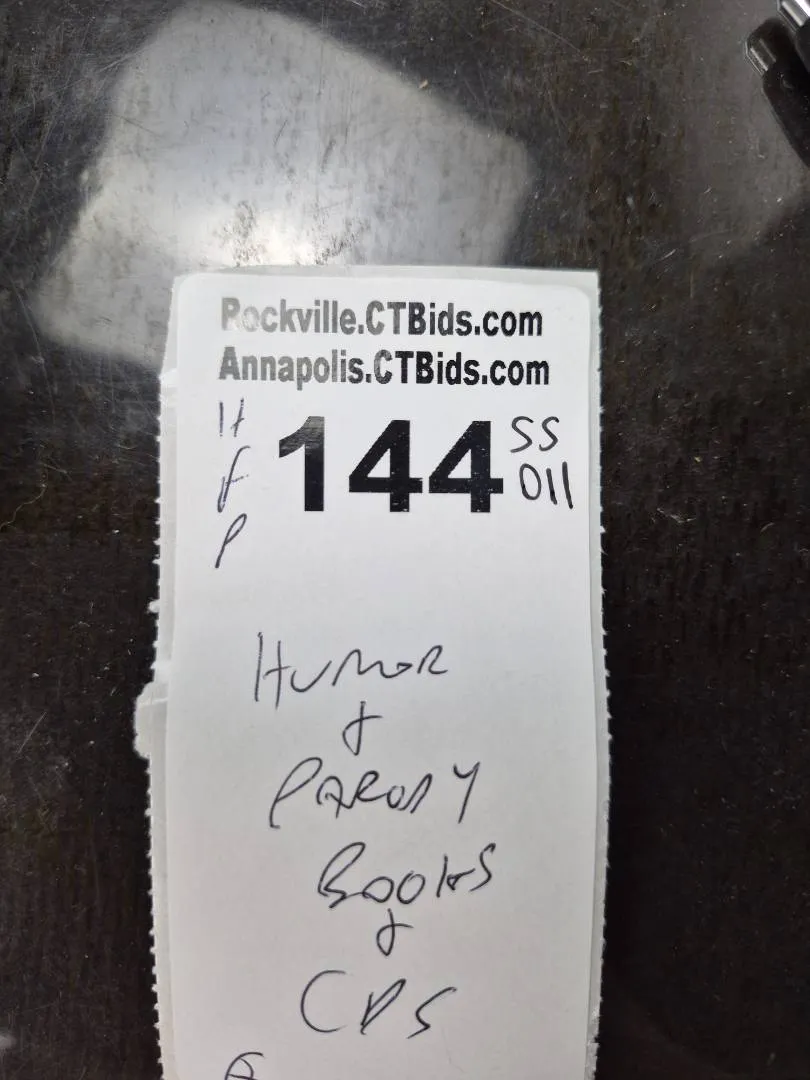 Rockville.CTBids.com
Annapolis.CTBids.com
H
F
P
144
SS
011
HUMOR
+
PARODY
BOOKS
+
CDS